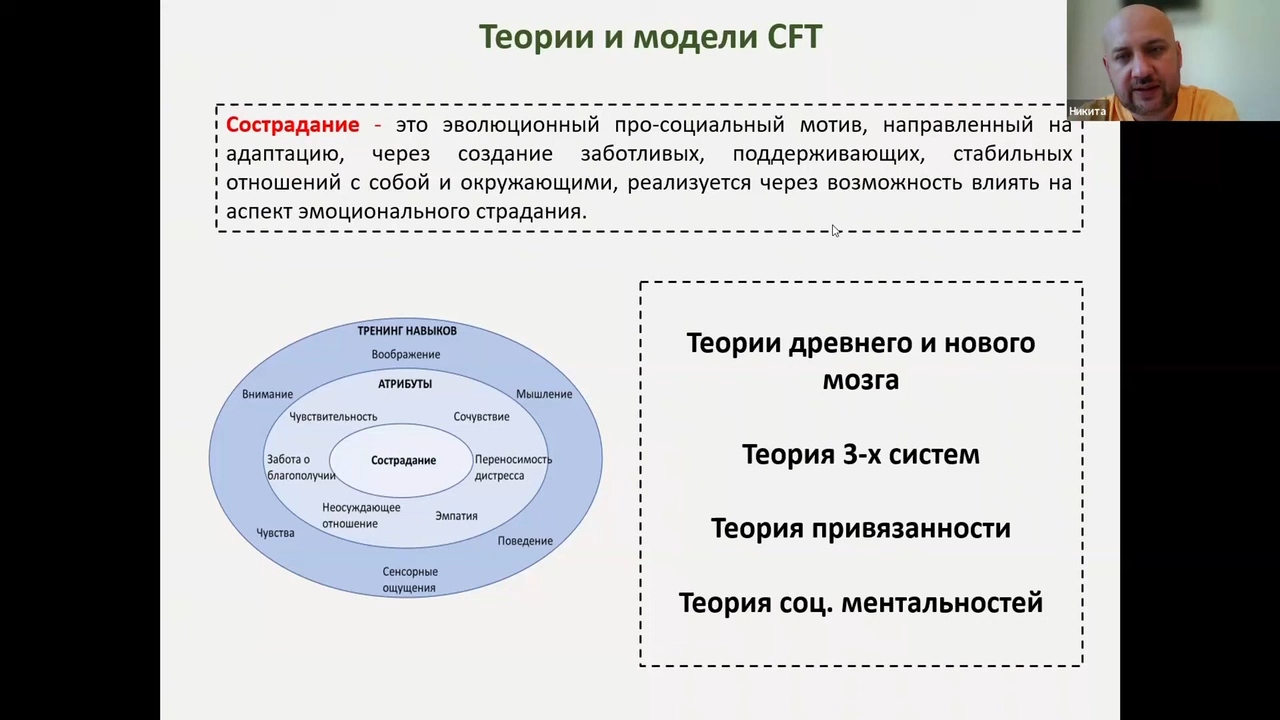 Теории и модели CFT
Никита
Сострадание - это эволюционный про-социальный мотив, направленный на
адаптацию, через создание заботливых, поддерживающих, стабильных
отношений с собой и окружающими, реализуется через возможность влиять на
аспект эмоционального страдания.
ТРЕНИНГ НАВЫКОВ
Воображение
Внимание
Мышление
АТРИБУТЫ
Чувствительность
Сочувствие
Забота о
благополучии
Сострадание
Переносимость
дистресса
Неосуждающее
отношение
Эмпатия
Чувства
Поведение
Сенсорные
ощущения
Теории древнего и нового
мозга
Теория 3-х систем
Теория привязанности
Теория соц. ментальностей